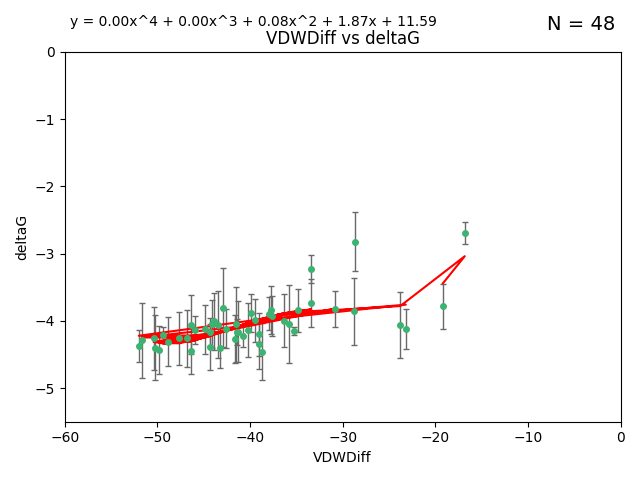 y = 0.00x^4 + 0.00x^3 + 0.08x^2 + 1.87x + 11.59
N = 48
VDWDiff vs deltaG
0
−1
−2
−3
−4
−5
deltaG
−60 −50 −40 −30 −20 −10 0
VDWDiff